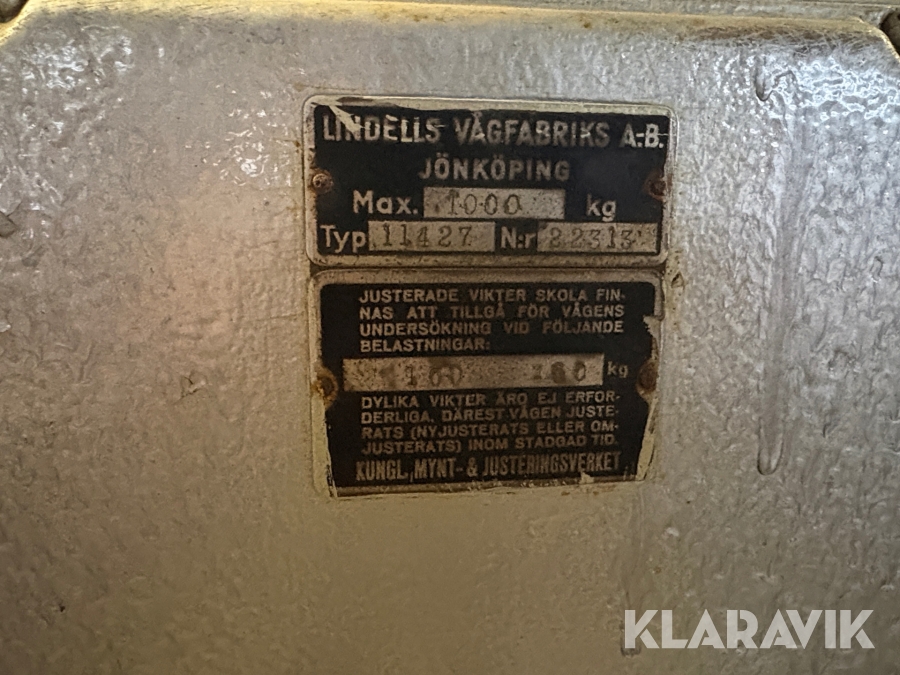 LINDELLS VÅGFABRIKS A.-B.
JÖNKÖPING
Max. 1000 kg
Typ 11427 N:r 22313
JUSTERADE VIKTER SKOLA FIN-
NAS ATT TILLGÅ FÖR VÅGENS
UNDERSÖKNING VID FÖLJANDE
BELASTNINGAR:
kg
DYLIKA VIKTER ÄRO EJ ERFOR-
DERLIGA, DÄREST VÅGEN JUSTE-
RATS (NYJUSTERATS ELLER OM-
JUSTERATS) INOM STADGAD TID.
KUNGL. MYNT- & JUSTERINGSVERKET
KLARAVIK